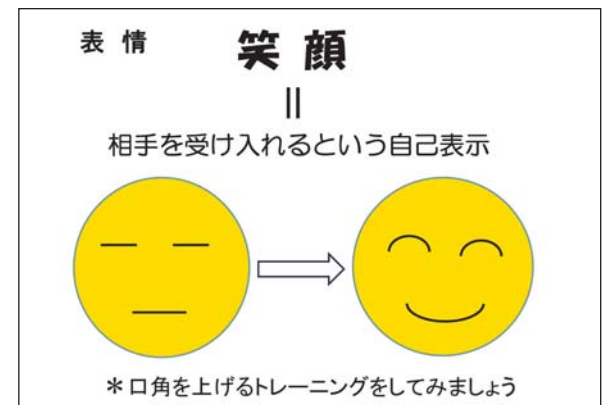 表 情 笑 顔
||
相手を受け入れるという自己表示
*口角を上げるトレーニングをしてみましょう